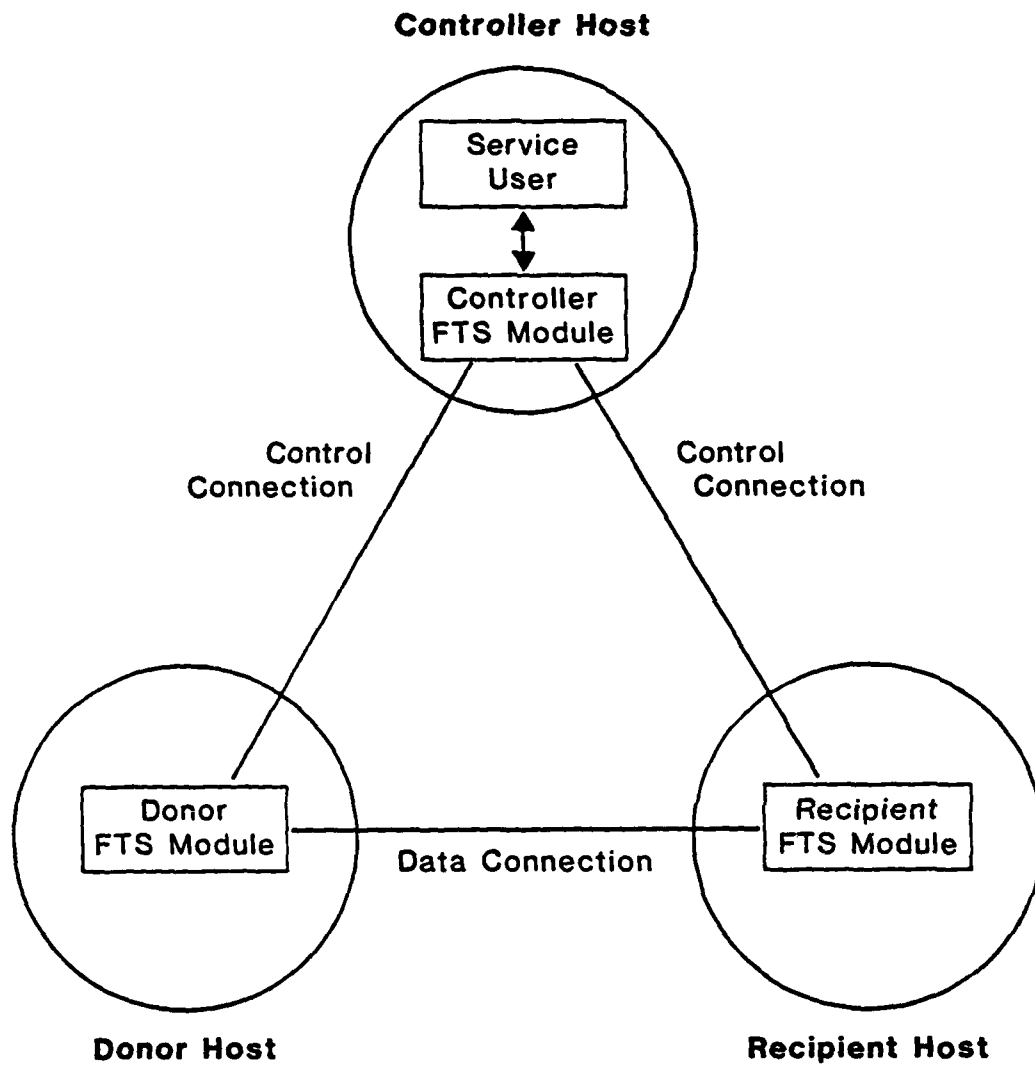 Controller Host
Service
User
Controller
FTS Module
Control
Connection
Control
Connection
Donor
FTS Module
Data Connection
Recipient
FTS Module
Donor Host
Recipient Host